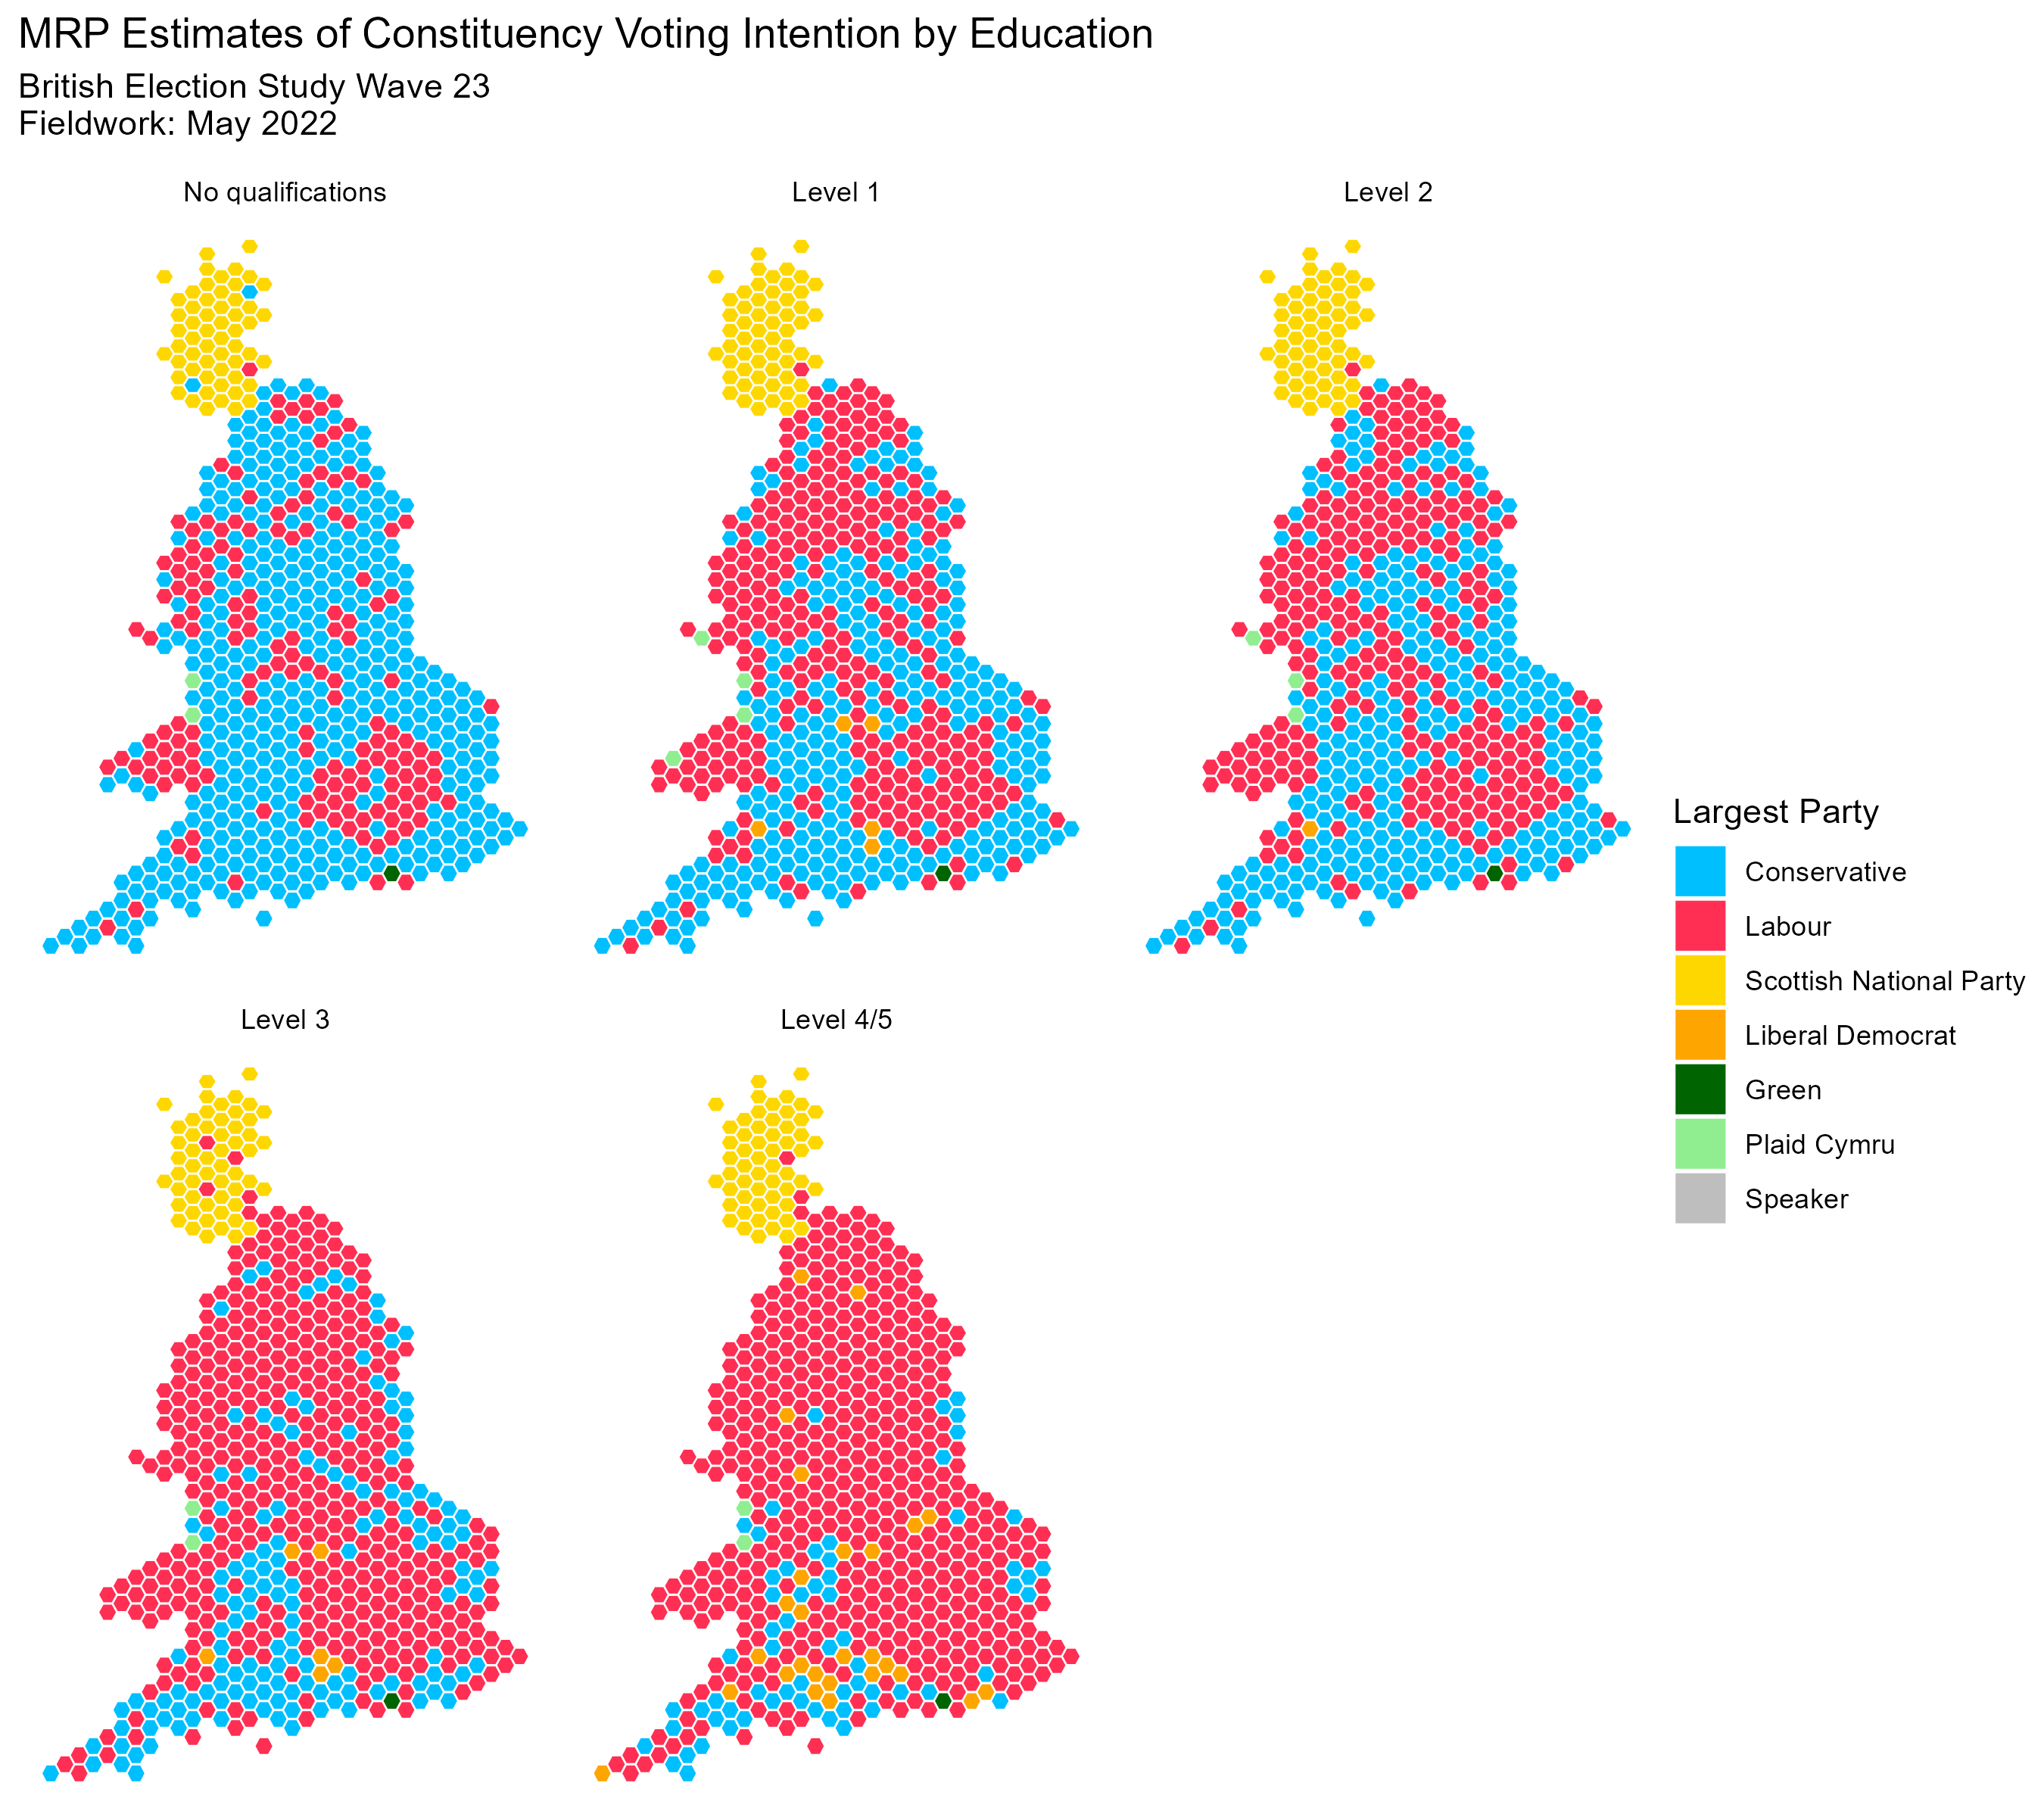 MRP Estimates of Constituency Voting Intention by Education
British Election Study Wave 23
Fieldwork: May 2022
No qualifications
Level 1
Level 2
Level 3
Level 4/5
Largest Party
Conservative
Labour
Scottish National Party
Liberal Democrat
Green
Plaid Cymru
Speaker